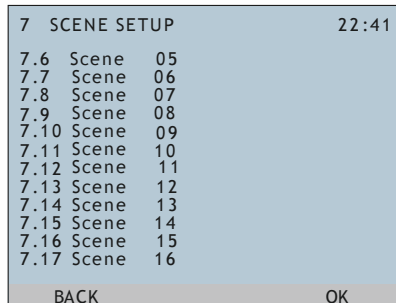 7 SCENE SETUP 22:41
7.6 Scene 05
7.7 Scene 06
7.8 Scene 07
7.9 Scene 08
7.10 Scene 09
7.11 Scene 10
7.12 Scene 11
7.13 Scene 12
7.14 Scene 13
7.15 Scene 14
7.16 Scene 15
7.17 Scene 16
BACK OK